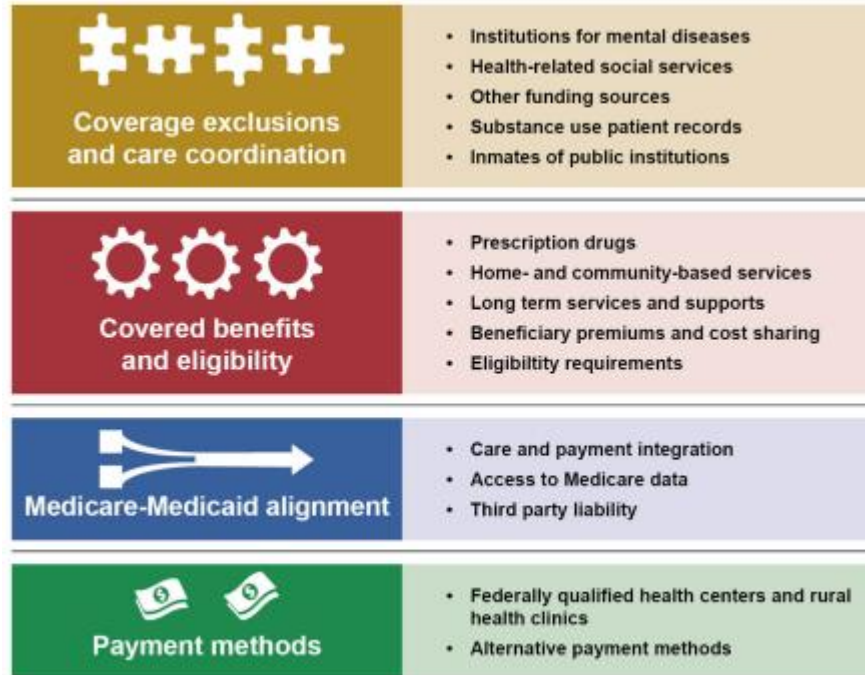 Coverage exclusions
and care coordination
• Institutions for mental diseases
• Health-related social services
• Other funding sources
• Substance use patient records
• Inmates of public institutions
Covered benefits
and eligibility
• Prescription drugs
• Home- and community-based services
• Long term services and supports
• Beneficiary premiums and cost sharing
• Eligibiltity requirements
Medicare-Medicaid alignment
• Care and payment integration
• Access to Medicare data
• Third party liability
$ $
Payment methods
• Federally qualified health centers and rural
health clinics
• Alternative payment methods